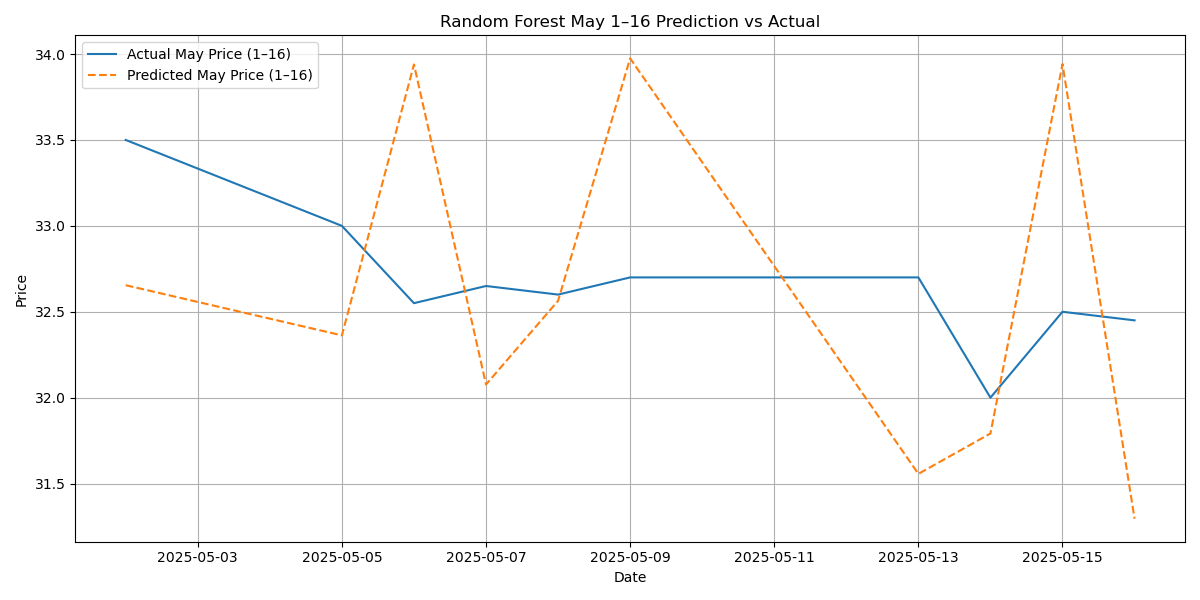 Random Forest May 1–16 Prediction vs Actual
Actual May Price (1–16)
Predicted May Price (1–16)
Price
34.0
33.5
33.0
32.5
32.0
31.5
2025-05-03 2025-05-05 2025-05-07 2025-05-09 2025-05-11 2025-05-13 2025-05-15
Date